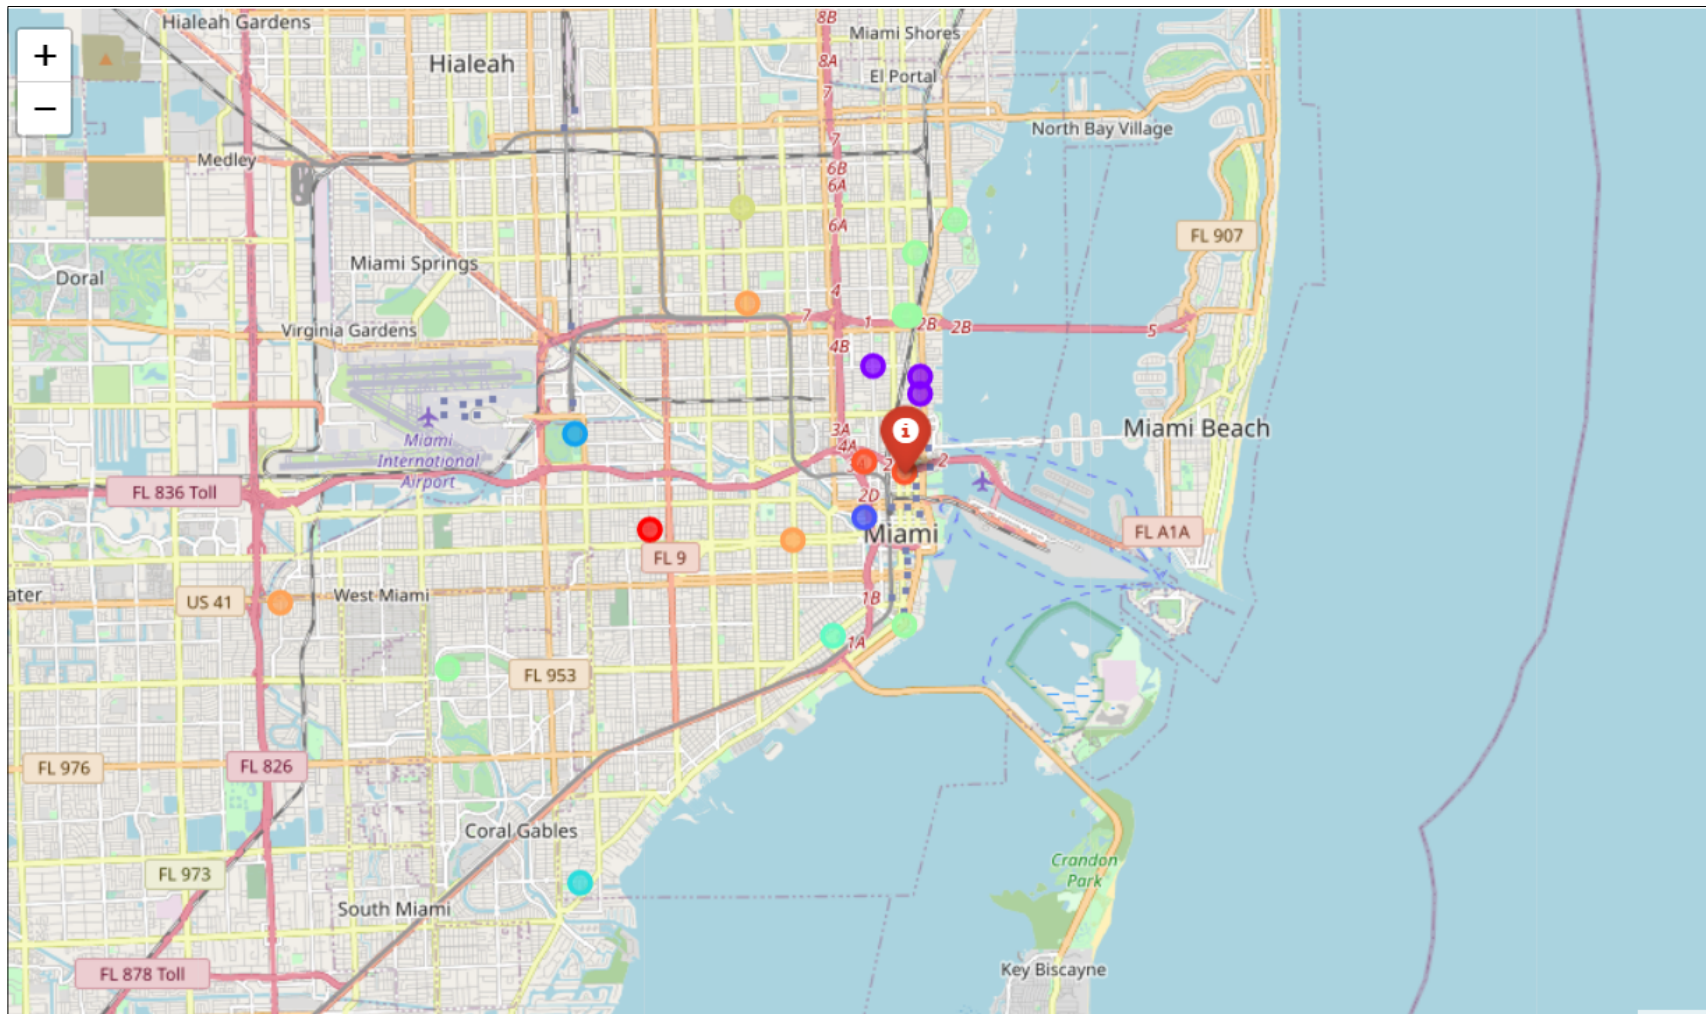 Hialeah Gardens
8B
Miami Shores
+
Hialeah
8A
El Portal
−
7
North Bay Village
7
Medley
6B
6A
6A
FL 907
Miami Springs
Doral
4
Virginia Gardens
7
1
2B
2B
5
4B
Miami
International
Airport
3A
4A
i
Miami Beach
2
2
FL 836 Toll
2D
Miami
FL A1A
FL 9
ater
US 41
West Miami
1B
1A
FL 953
FL 976
FL 826
Coral Gables
FL 973
Crandon
Park
South Miami
FL 878 Toll
Key Biscayne